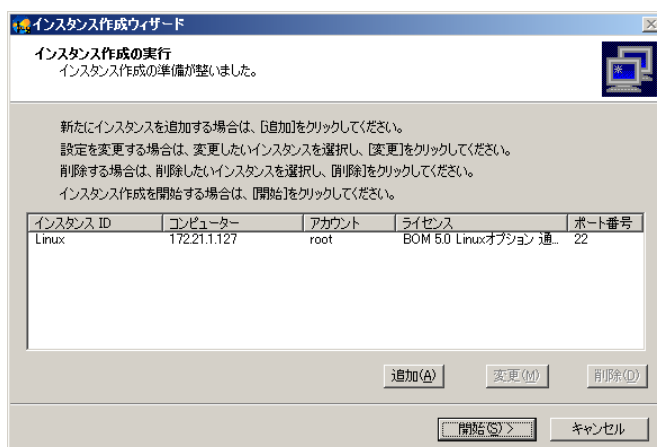 インスタンス作成ウィザード
インスタンス作成の実行
インスタンス作成の準備が整いました。
新たにインスタンスを追加する場合は、[追加]をクリックしてください。
設定を変更する場合は、変更したいインスタンスを選択し、[変更]をクリックしてください。
削除する場合は、削除したいインスタンスを選択し、[削除]をクリックしてください。
インスタンス作成を開始する場合は、[開始]をクリックしてください。
インスタンス ID コンピューター アカウント ライセンス ポート番号
Linux 172.21.1.127 root BOM 5.0 Linuxオプション 通... 22
追加(A) 変更(M) 削除(D)
開始(S) > キャンセル